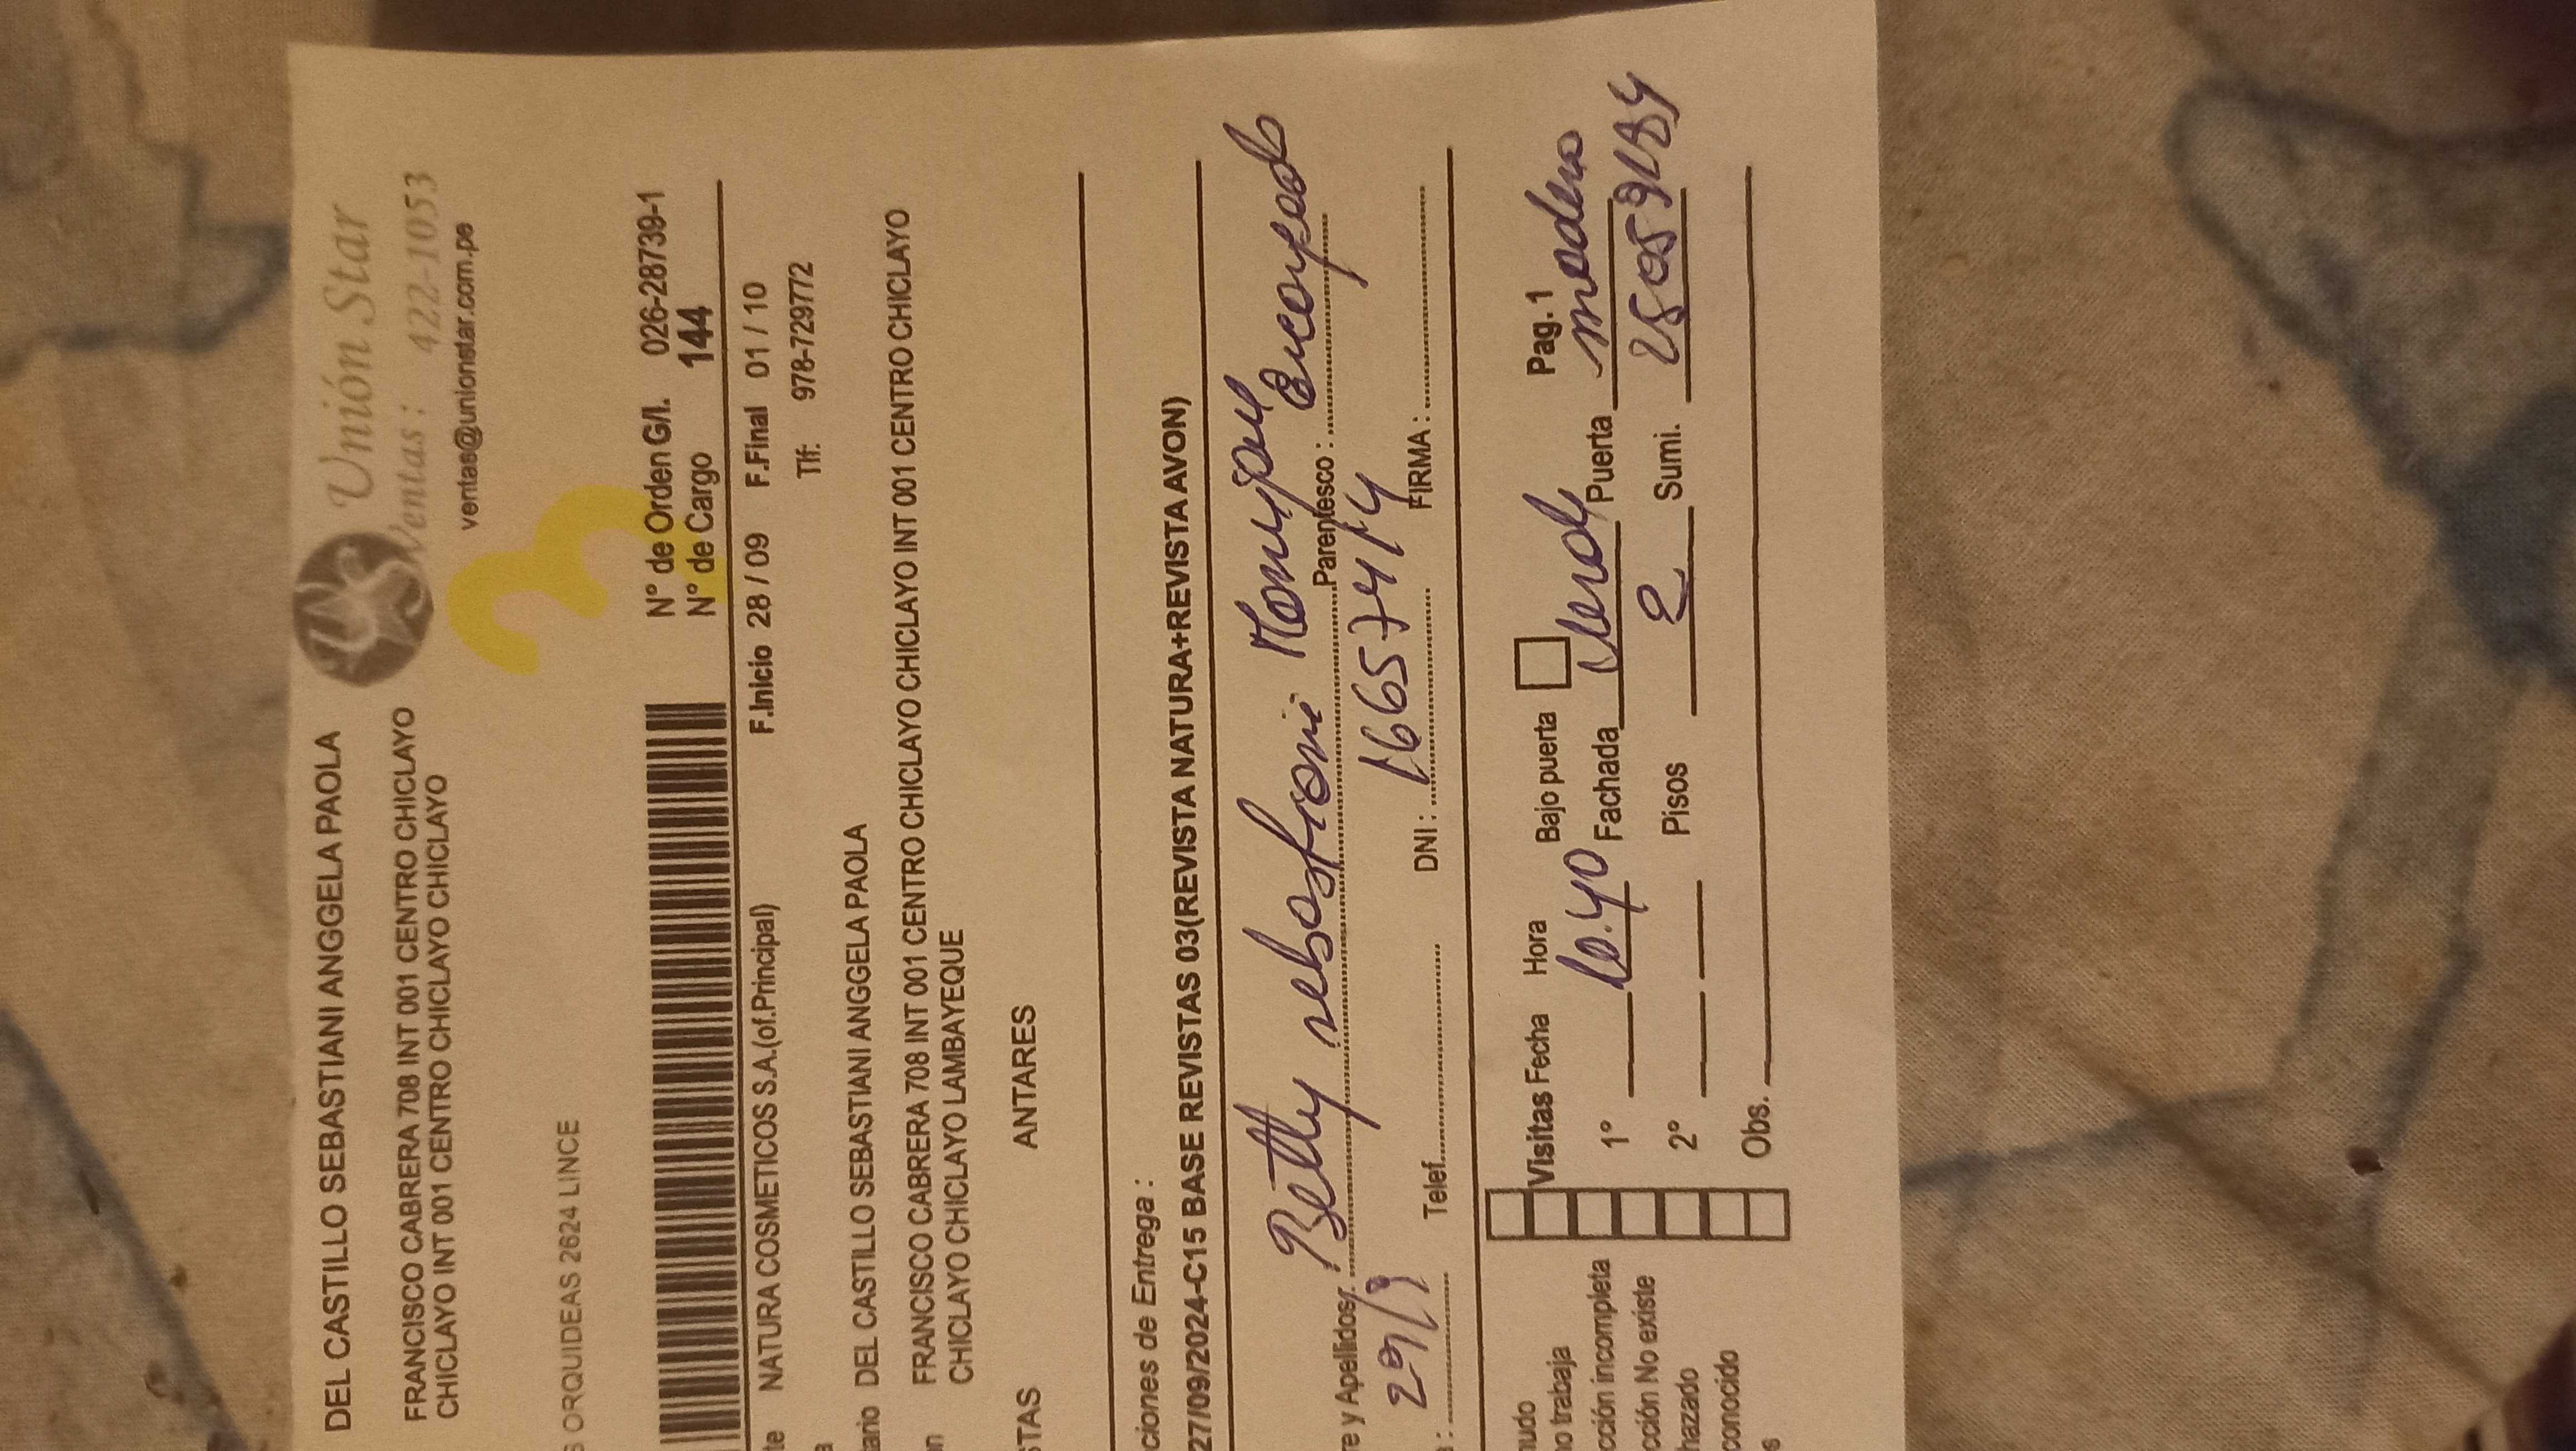 DEL CASTILLO SEBASTIANI ANGGELA PAOLA
Unión Star
FRANCISCO CABRERA 708 INT 001 CENTRO CHICLAYO
Ventas : 422-1053
CHICLAYO INT 001 CENTRO CHICLAYO CHICLAYO
ventas@unionstar.com.pe
3
ORQUIDEAS 2624 LINCE
N° de Orden G/I. 026-28739-1
N° de Cargo 144
NATURA COSMETICOS S.A.(of.Principal) F.Inicio 28 / 09 F.Final 01 / 10
Tlf: 978-729772
DEL CASTILLO SEBASTIANI ANGGELA PAOLA
FRANCISCO CABRERA 708 INT 001 CENTRO CHICLAYO CHICLAYO INT 001 CENTRO CHICLAYO
CHICLAYO CHICLAYO LAMBAYEQUE
STAS ANTARES
ciones de Entrega :
27/09/2024-C15 BASE REVISTAS 03(REVISTA NATURA+REVISTA AVON)
y Apellidos: Betty Parentesco :
Telef. DNI : 16657414 FIRMA :
Visitas Fecha Hora Bajo puerta Pag. 1
1° 10.40 Fachada Puerta
2° Pisos 2 Sumi.
Obs.
no trabaja
cción incompleta
cción No existe
hazado
conocido